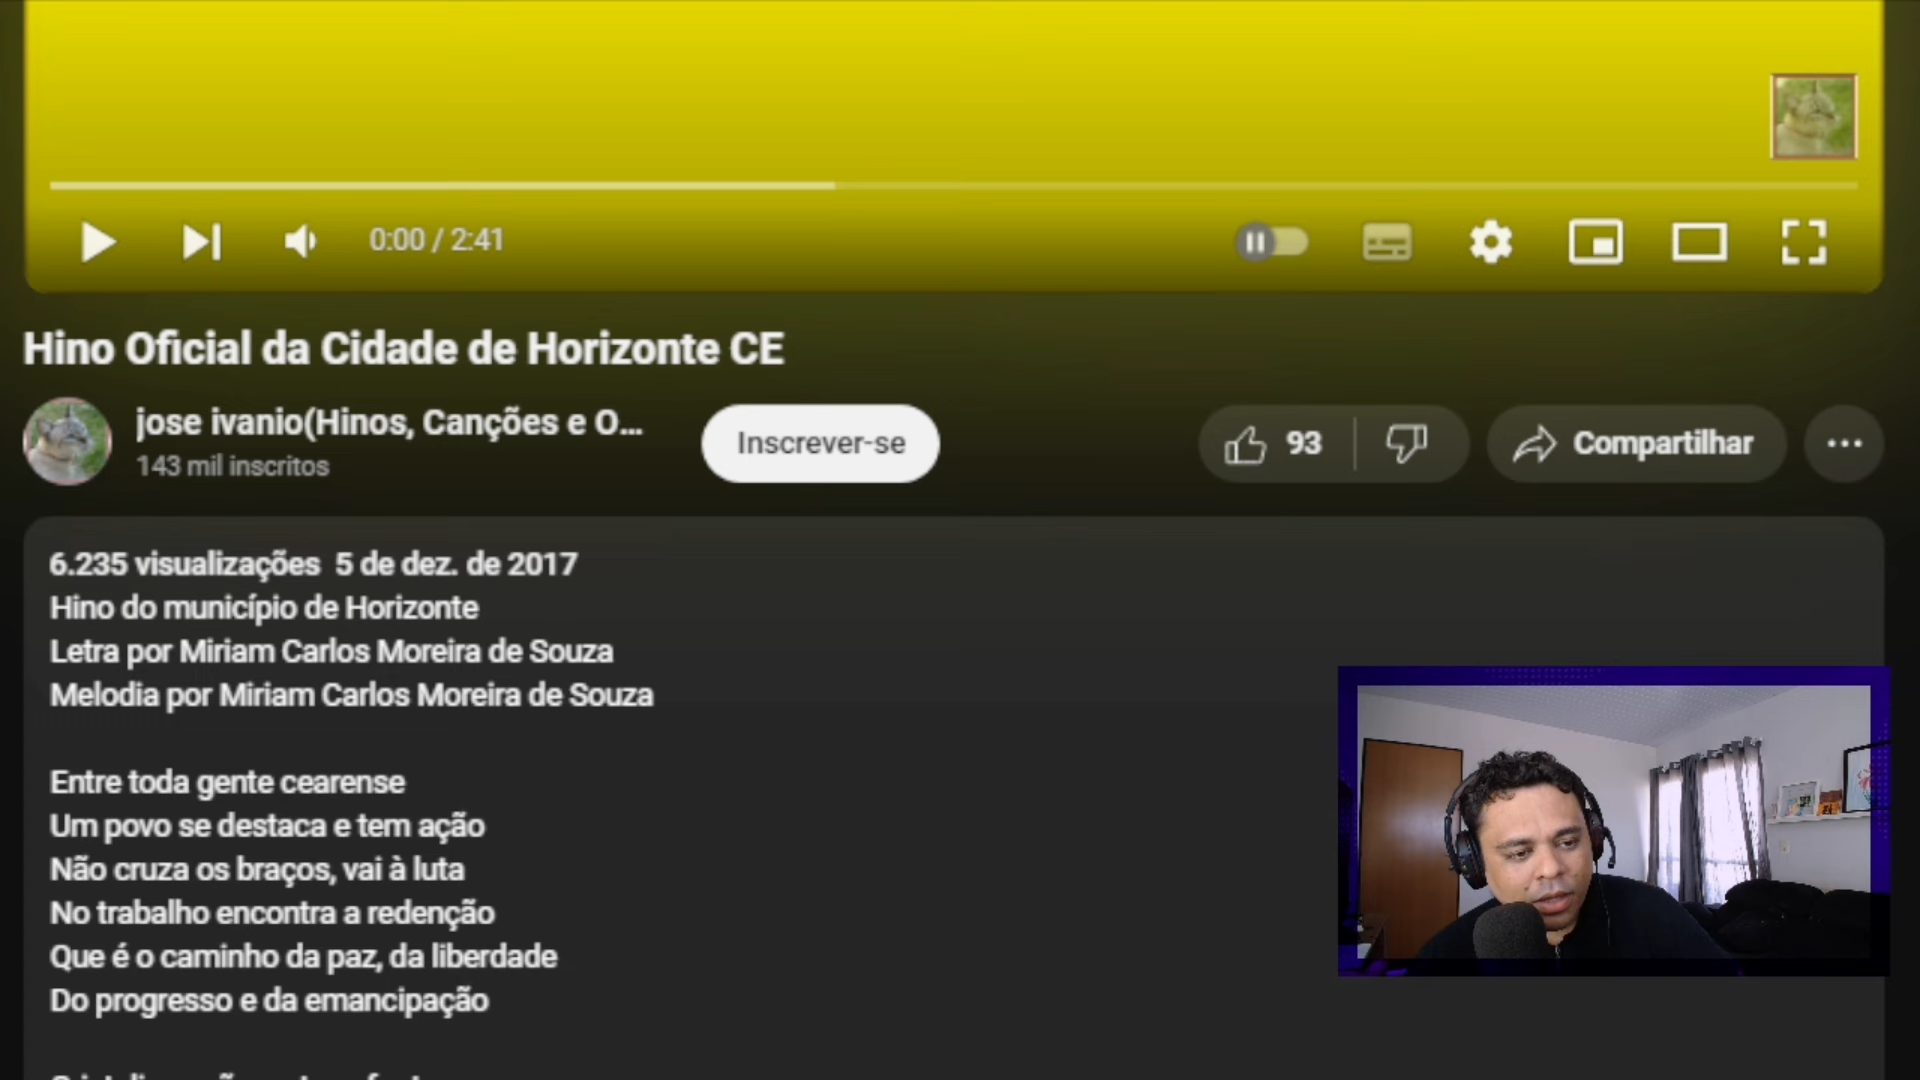 0:00 / 2:41
Hino Oficial da Cidade de Horizonte CE
jose ivanio(Hinos, Canções e O...
143 mil inscritos
Inscrever-se
93
Compartilhar
6.235 visualizações 5 de dez. de 2017
Hino do município de Horizonte
Letra por Miriam Carlos Moreira de Souza
Melodia por Miriam Carlos Moreira de Souza
Entre toda gente cearense
Um povo se destaca e tem ação
Não cruza os braços, vai à luta
No trabalho encontra a redenção
Que é o caminho da paz, da liberdade
Do progresso e da emancipação